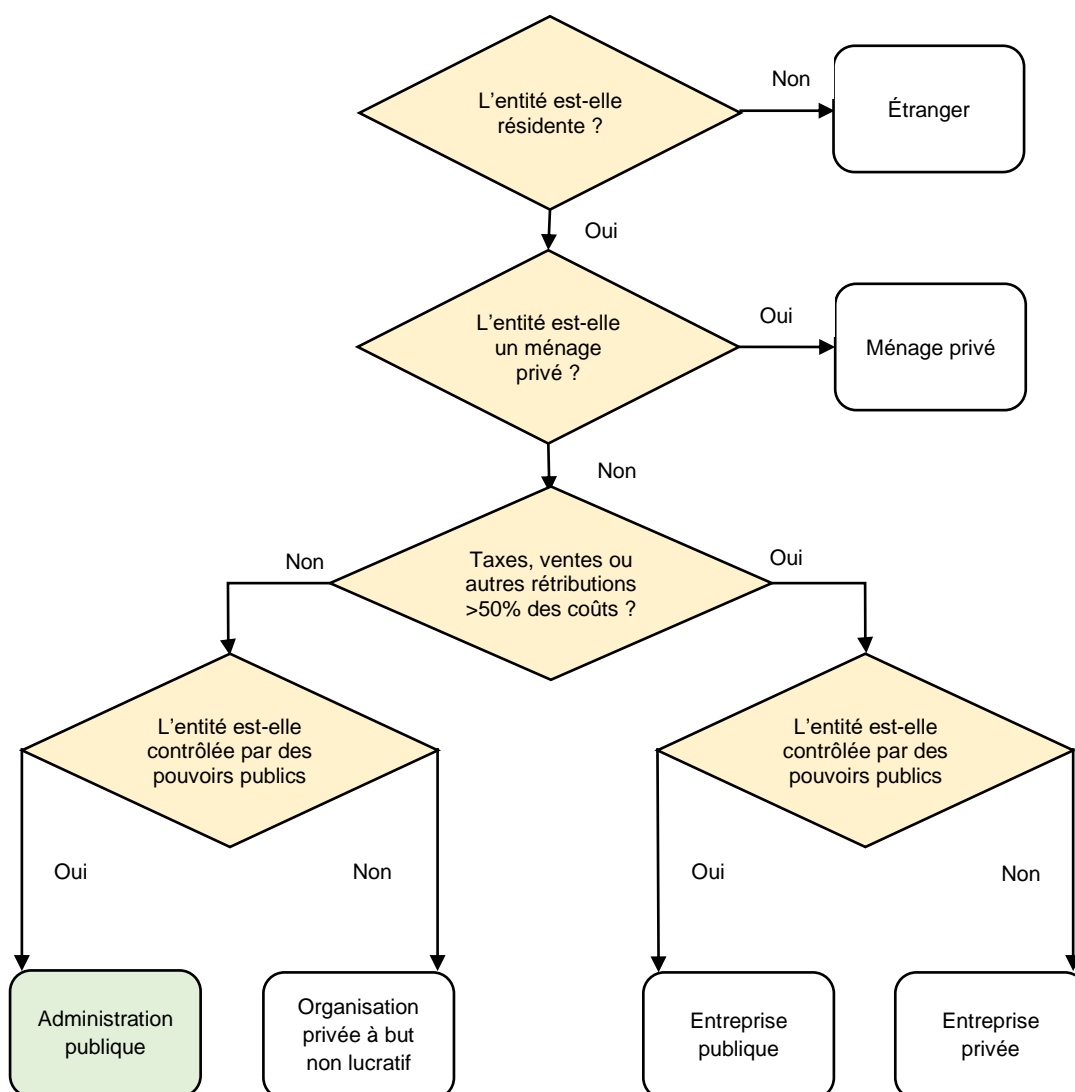 L'entité est-elle
résidente ?
Non
Étranger
Oui
L'entité est-elle
un ménage
privé ?
Oui
Ménage privé
Non
Taxes, ventes ou
autres rétributions
>50% des coûts ?
Non
Oui
L'entité est-elle
contrôlée par des
pouvoirs publics
L'entité est-elle
contrôlée par des
pouvoirs publics
Oui
Non
Oui
Non
Administration
publique
Organisation
privée à but
non lucratif
Entreprise
publique
Entreprise
privée